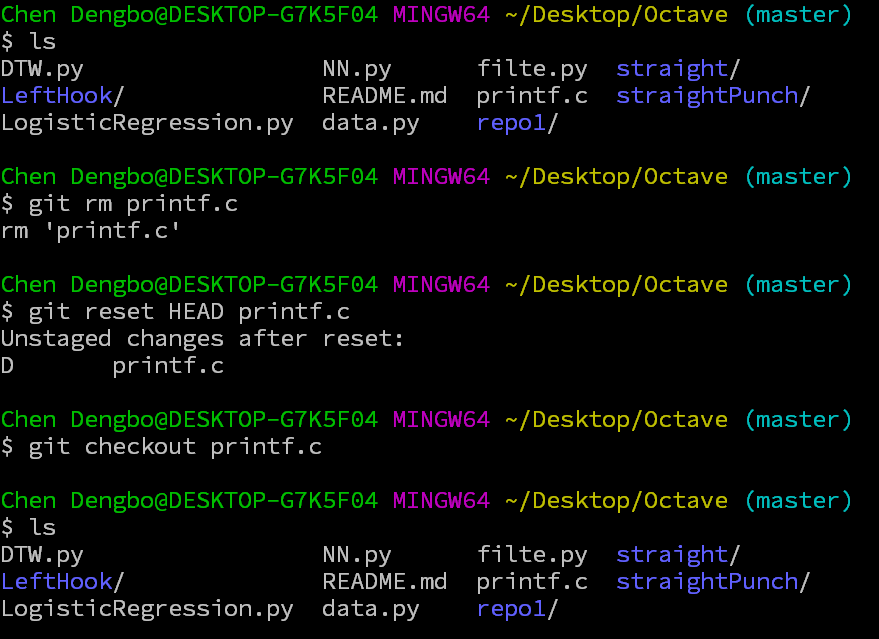 Chen Dengbo@DESKTOP-G7K5F04 MINGW64 ~/Desktop/Octave (master)
$ ls
DTW.py                 NN.py      filte.py  straight/
LeftHook/              README.md  printf.c  straightPunch/
LogisticRegression.py  data.py    repo1/

Chen Dengbo@DESKTOP-G7K5F04 MINGW64 ~/Desktop/Octave (master)
$ git rm printf.c
rm 'printf.c'

Chen Dengbo@DESKTOP-G7K5F04 MINGW64 ~/Desktop/Octave (master)
$ git reset HEAD printf.c
Unstaged changes after reset:
D       printf.c

Chen Dengbo@DESKTOP-G7K5F04 MINGW64 ~/Desktop/Octave (master)
$ git checkout printf.c

Chen Dengbo@DESKTOP-G7K5F04 MINGW64 ~/Desktop/Octave (master)
$ ls
DTW.py                 NN.py      filte.py  straight/
LeftHook/              README.md  printf.c  straightPunch/
LogisticRegression.py  data.py    repo1/